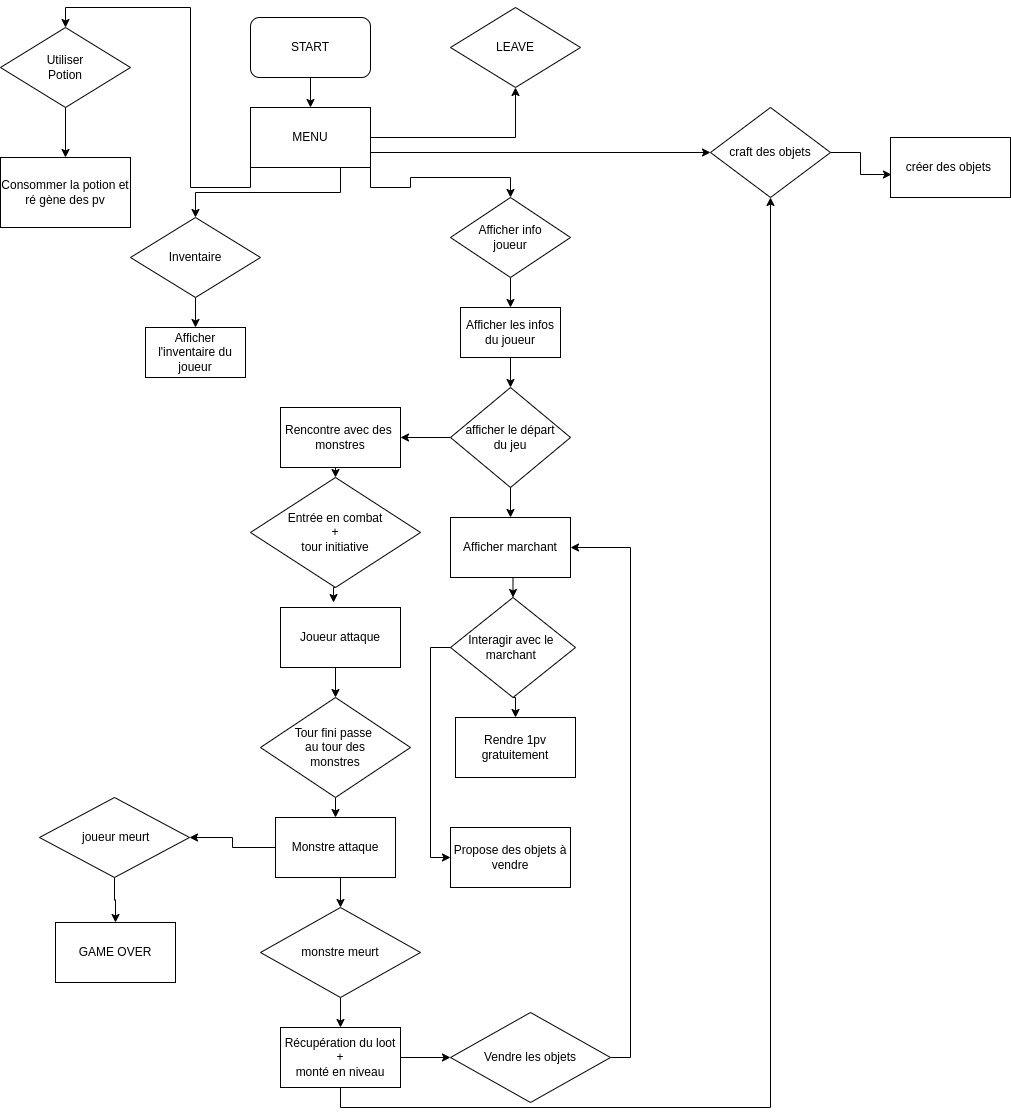 START
LEAVE
Utiliser
Potion
MENU
craft des objets
créer des objets
Consommer la potion et
ré gène des pv
Afficher info
joueur
Inventaire
Afficher les infos
du joueur
Afficher
l'inventaire du
joueur
Rencontre avec des
monstres
afficher le départ
du jeu
Entrée en combat
+
tour initiative
Afficher marchant
Joueur attaque
Interagir avec le
marchant
Tour fini passe
au tour des
monstres
Rendre 1pv
gratuitement
joueur meurt
Monstre attaque
Propose des objets à
vendre
GAME OVER
monstre meurt
Récupération du loot
+
monté en niveau
Vendre les objets